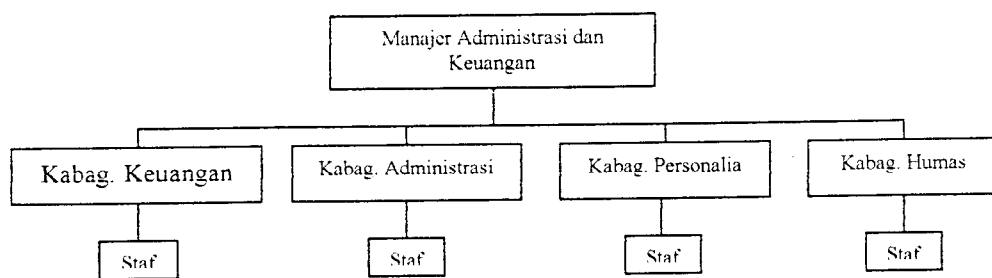 Manajer Administrasi dan
Keuangan
Kabag. Keuangan
Kabag. Administrasi
Kabag. Personalia
Kabag. Humas
Staf
Staf
Staf
Staf